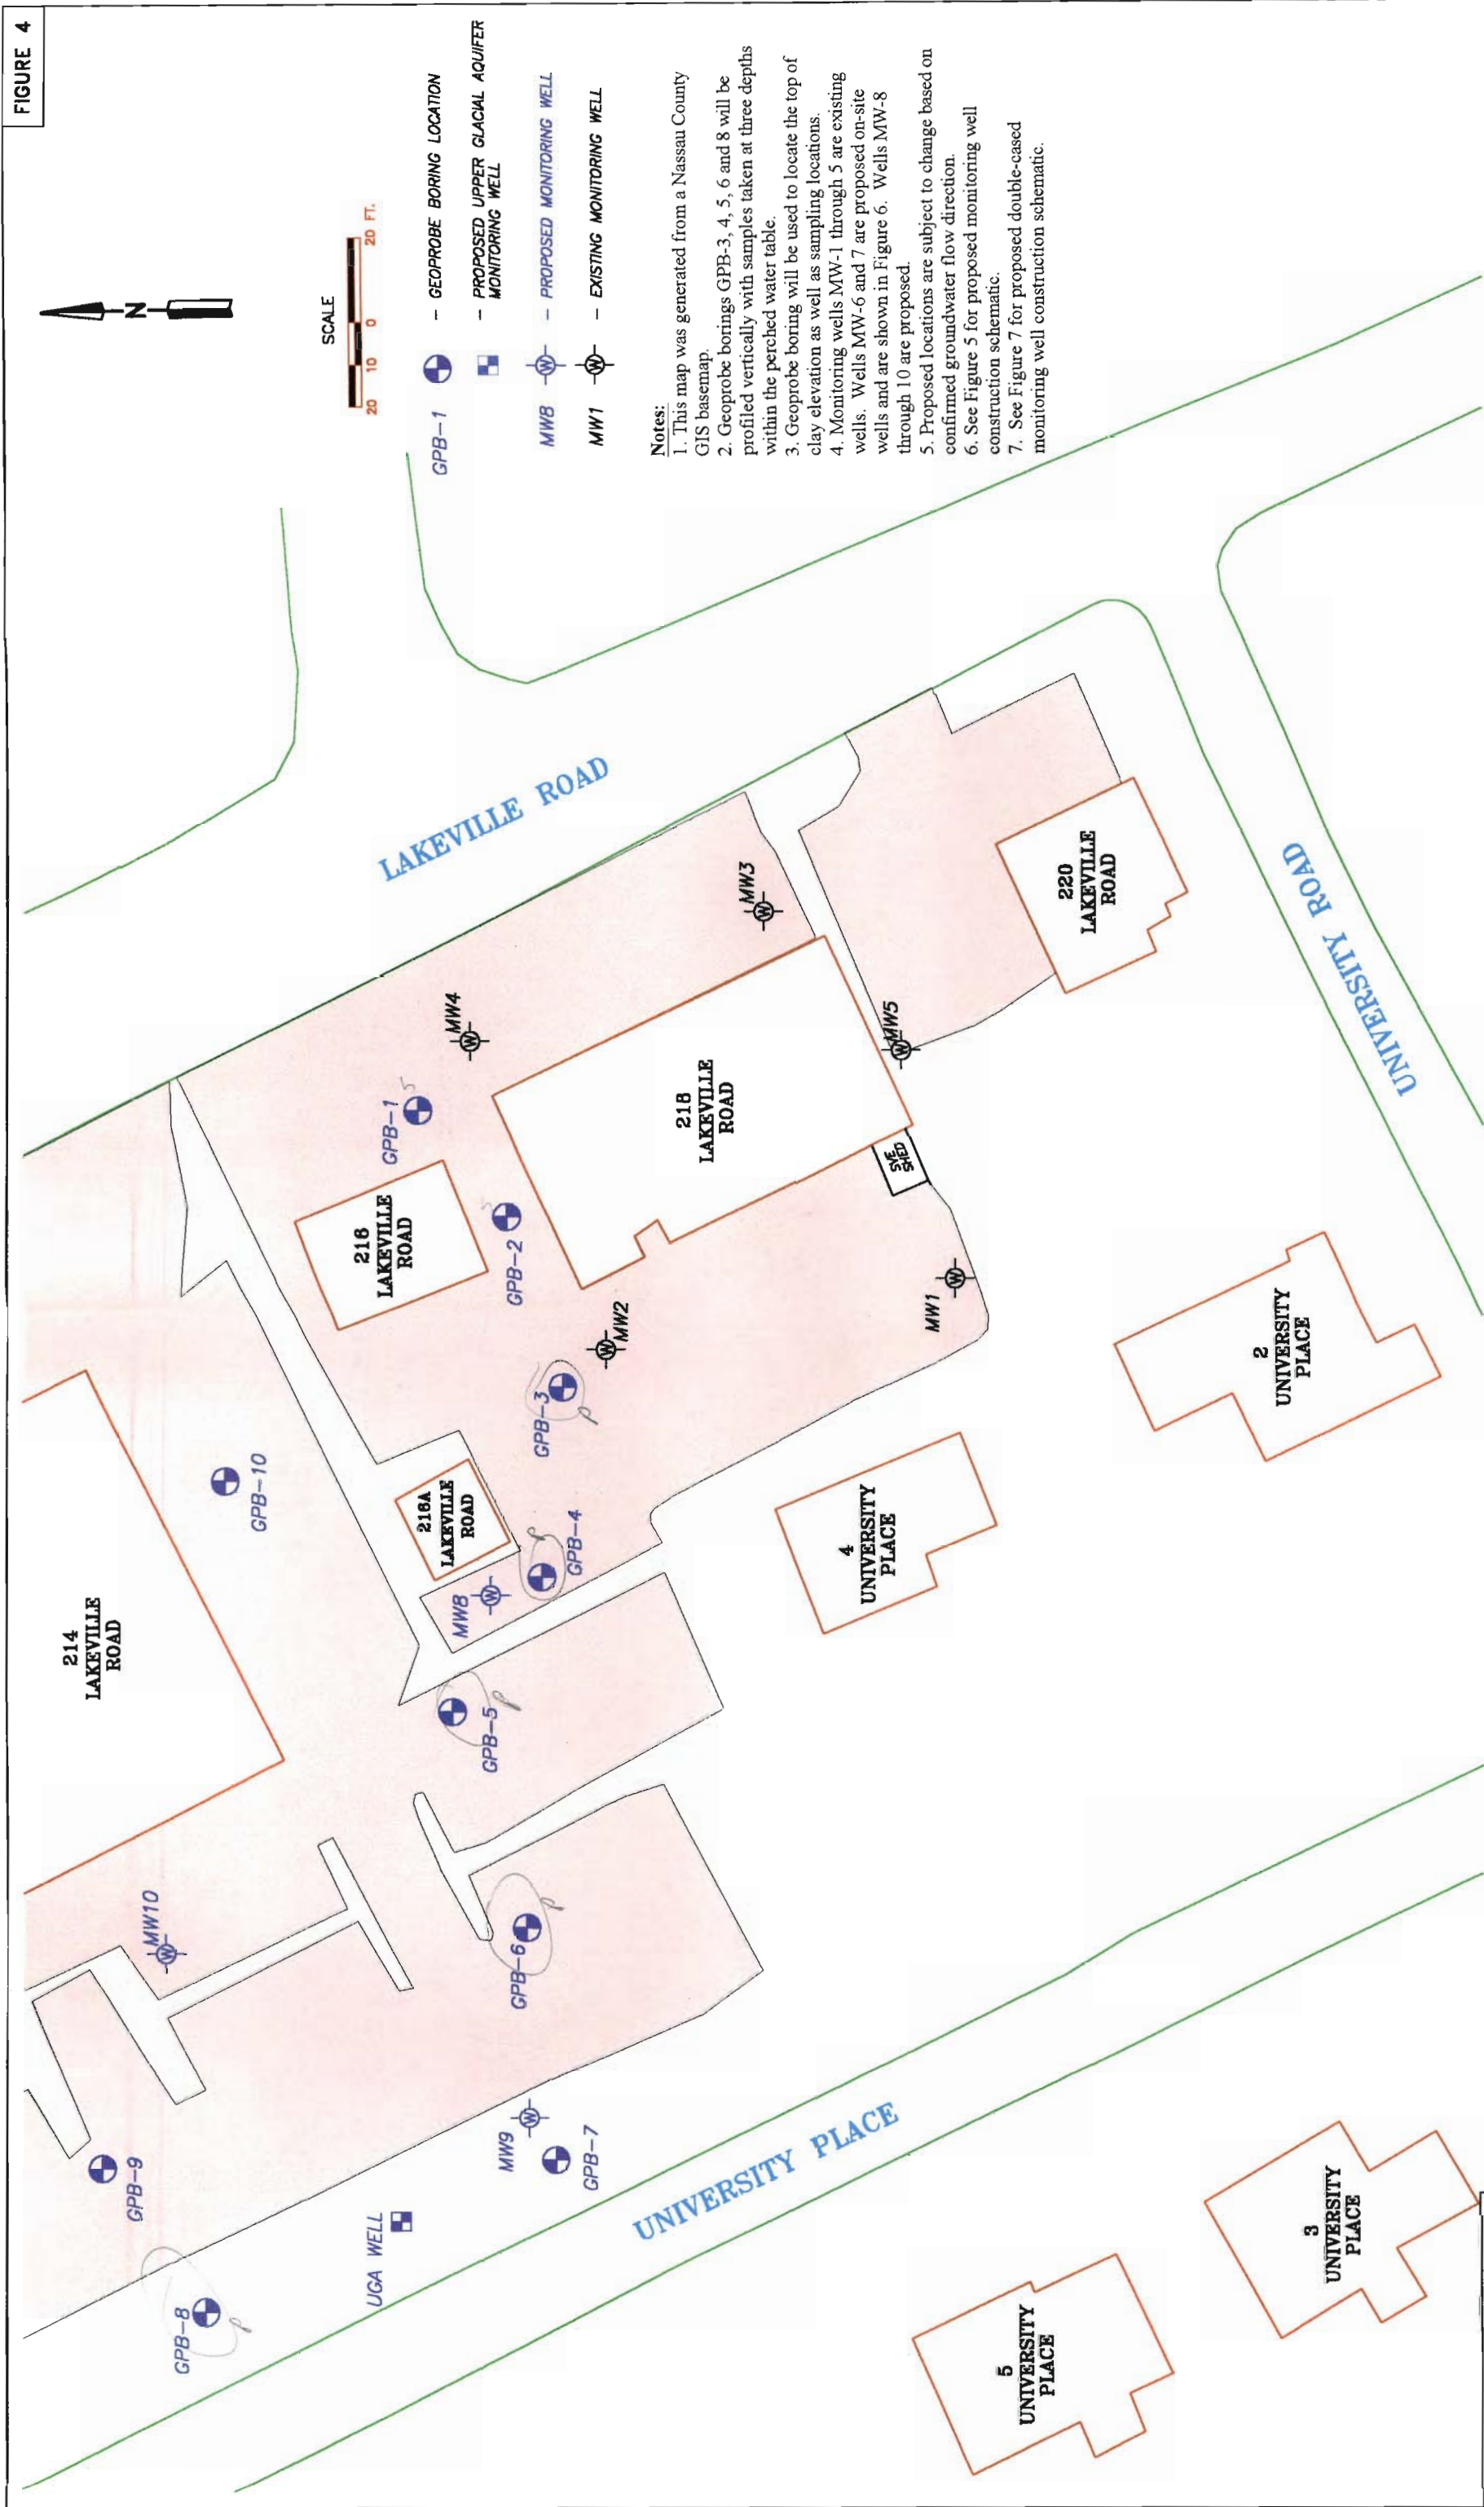 FIGURE 4
N
SCALE
20 10 0 20 FT.
GPB-1 - GEOPROBE BORING LOCATION
- PROPOSED UPPER GLACIAL AQUIFER
MONITORING WELL
MW8 W - PROPOSED MONITORING WELL
MW1 W - EXISTING MONITORING WELL
Notes:
1. This map was generated from a Nassau County
GIS basemap.
2. Geoprobe borings GPB-3, 4, 5, 6 and 8 will be
profiled vertically with samples taken at three depths
within the perched water table.
3. Geoprobe boring will be used to locate the top of
clay elevation as well as sampling locations.
4. Monitoring wells MW-1 through 5 are existing
wells. Wells MW-6 and 7 are proposed on-site
wells and are shown in Figure 6. Wells MW-8
through 10 are proposed.
5. Proposed locations are subject to change based on
confirmed groundwater flow direction.
6. See Figure 5 for proposed monitoring well
construction schematic.
7. See Figure 7 for proposed double-cased
monitoring well construction schematic.
214
LAKEVILLE
ROAD
GPB-10
W MW10
GPB-9
GPB-8
P
UGA WELL
MW9 W
GPB-7
GPB-6
P
GPB-5
P
MW8 W
GPB-4
P
216A
LAKEVILLE
ROAD
GPB-3
P
W MW2
216
LAKEVILLE
ROAD
GPB-1
5
GPB-2
5
W MW4
LAKEVILLE ROAD
218
LAKEVILLE
ROAD
W MW3
W MW5
SVE
SHED
MW1 W
220
LAKEVILLE
ROAD
UNIVERSITY ROAD
2
UNIVERSITY
PLACE
4
UNIVERSITY
PLACE
UNIVERSITY PLACE
5
UNIVERSITY
PLACE
3
UNIVERSITY
PLACE